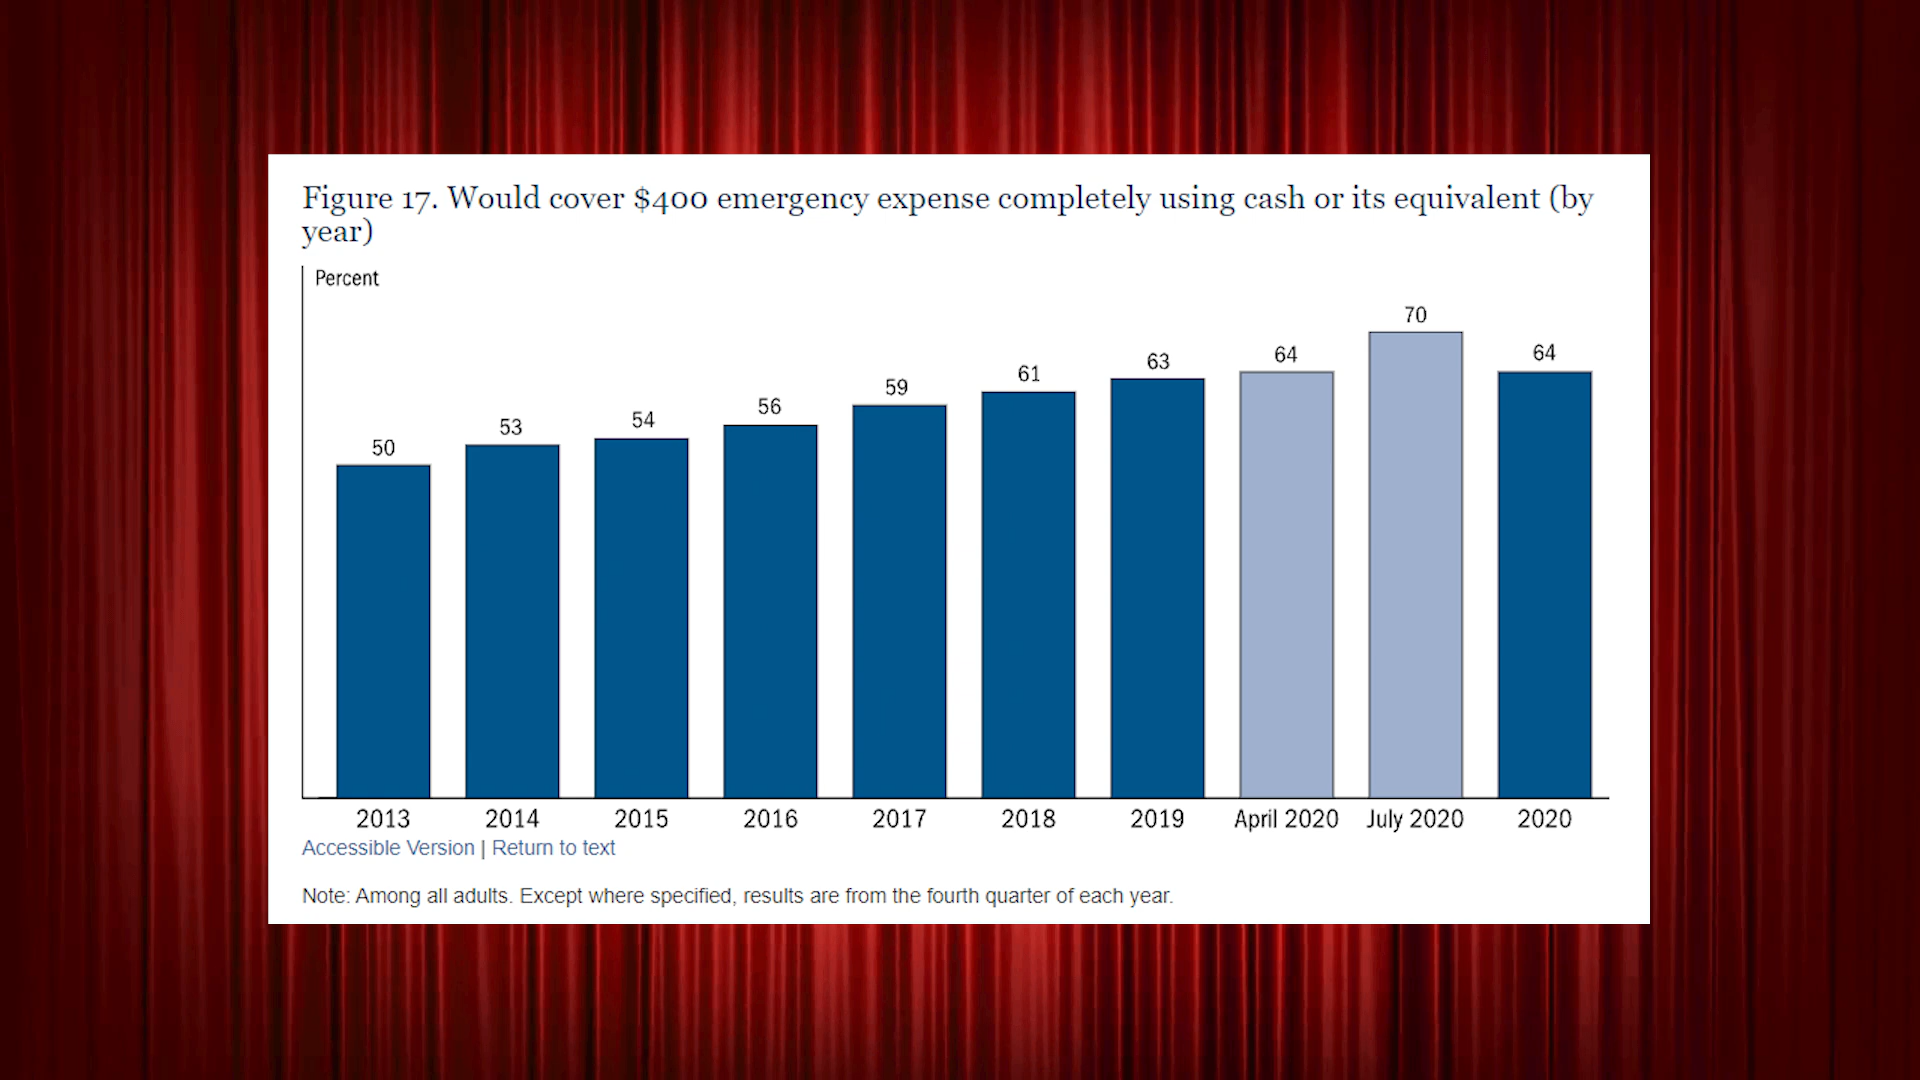 Figure 17. Would cover $400 emergency expense completely using cash or its equivalent (by
year)
Percent
50
53
54
56
59
61
63
64
70
64
2013
2014
2015
2016
2017
2018
2019
April 2020
July 2020
2020
Accessible Version | Return to text
Note: Among all adults. Except where specified, results are from the fourth quarter of each year.